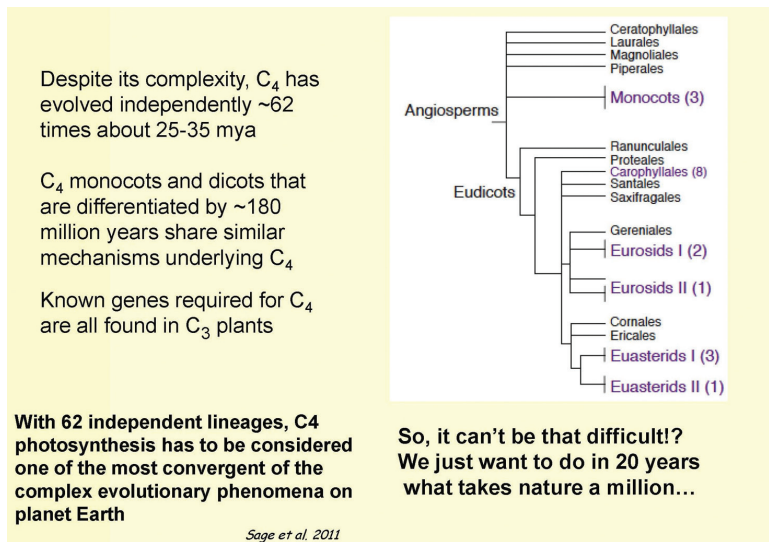 Despite its complexity, C4 has
evolved independently ~62
times about 25-35 mya
C4 monocots and dicots that
are differentiated by ~180
million years share similar
mechanisms underlying C4
Known genes required for C4
are all found in C3 plants
With 62 independent lineages, C4
photosynthesis has to be considered
one of the most convergent of the
complex evolutionary phenomena on
planet Earth
Sage et al. 2011
Ceratophyllales
Laurales
Magnoliales
Piperales
Monocots (3)
Angiosperms
Ranunculales
Proteales
Carophyllales (8)
Eudicots
Santales
Saxifragales
Gereniales
Eurosids I (2)
Eurosids II (1)
Cornales
Ericales
Euasterids I (3)
Euasterids II (1)
So, it can't be that difficult!?
We just want to do in 20 years
what takes nature a million…